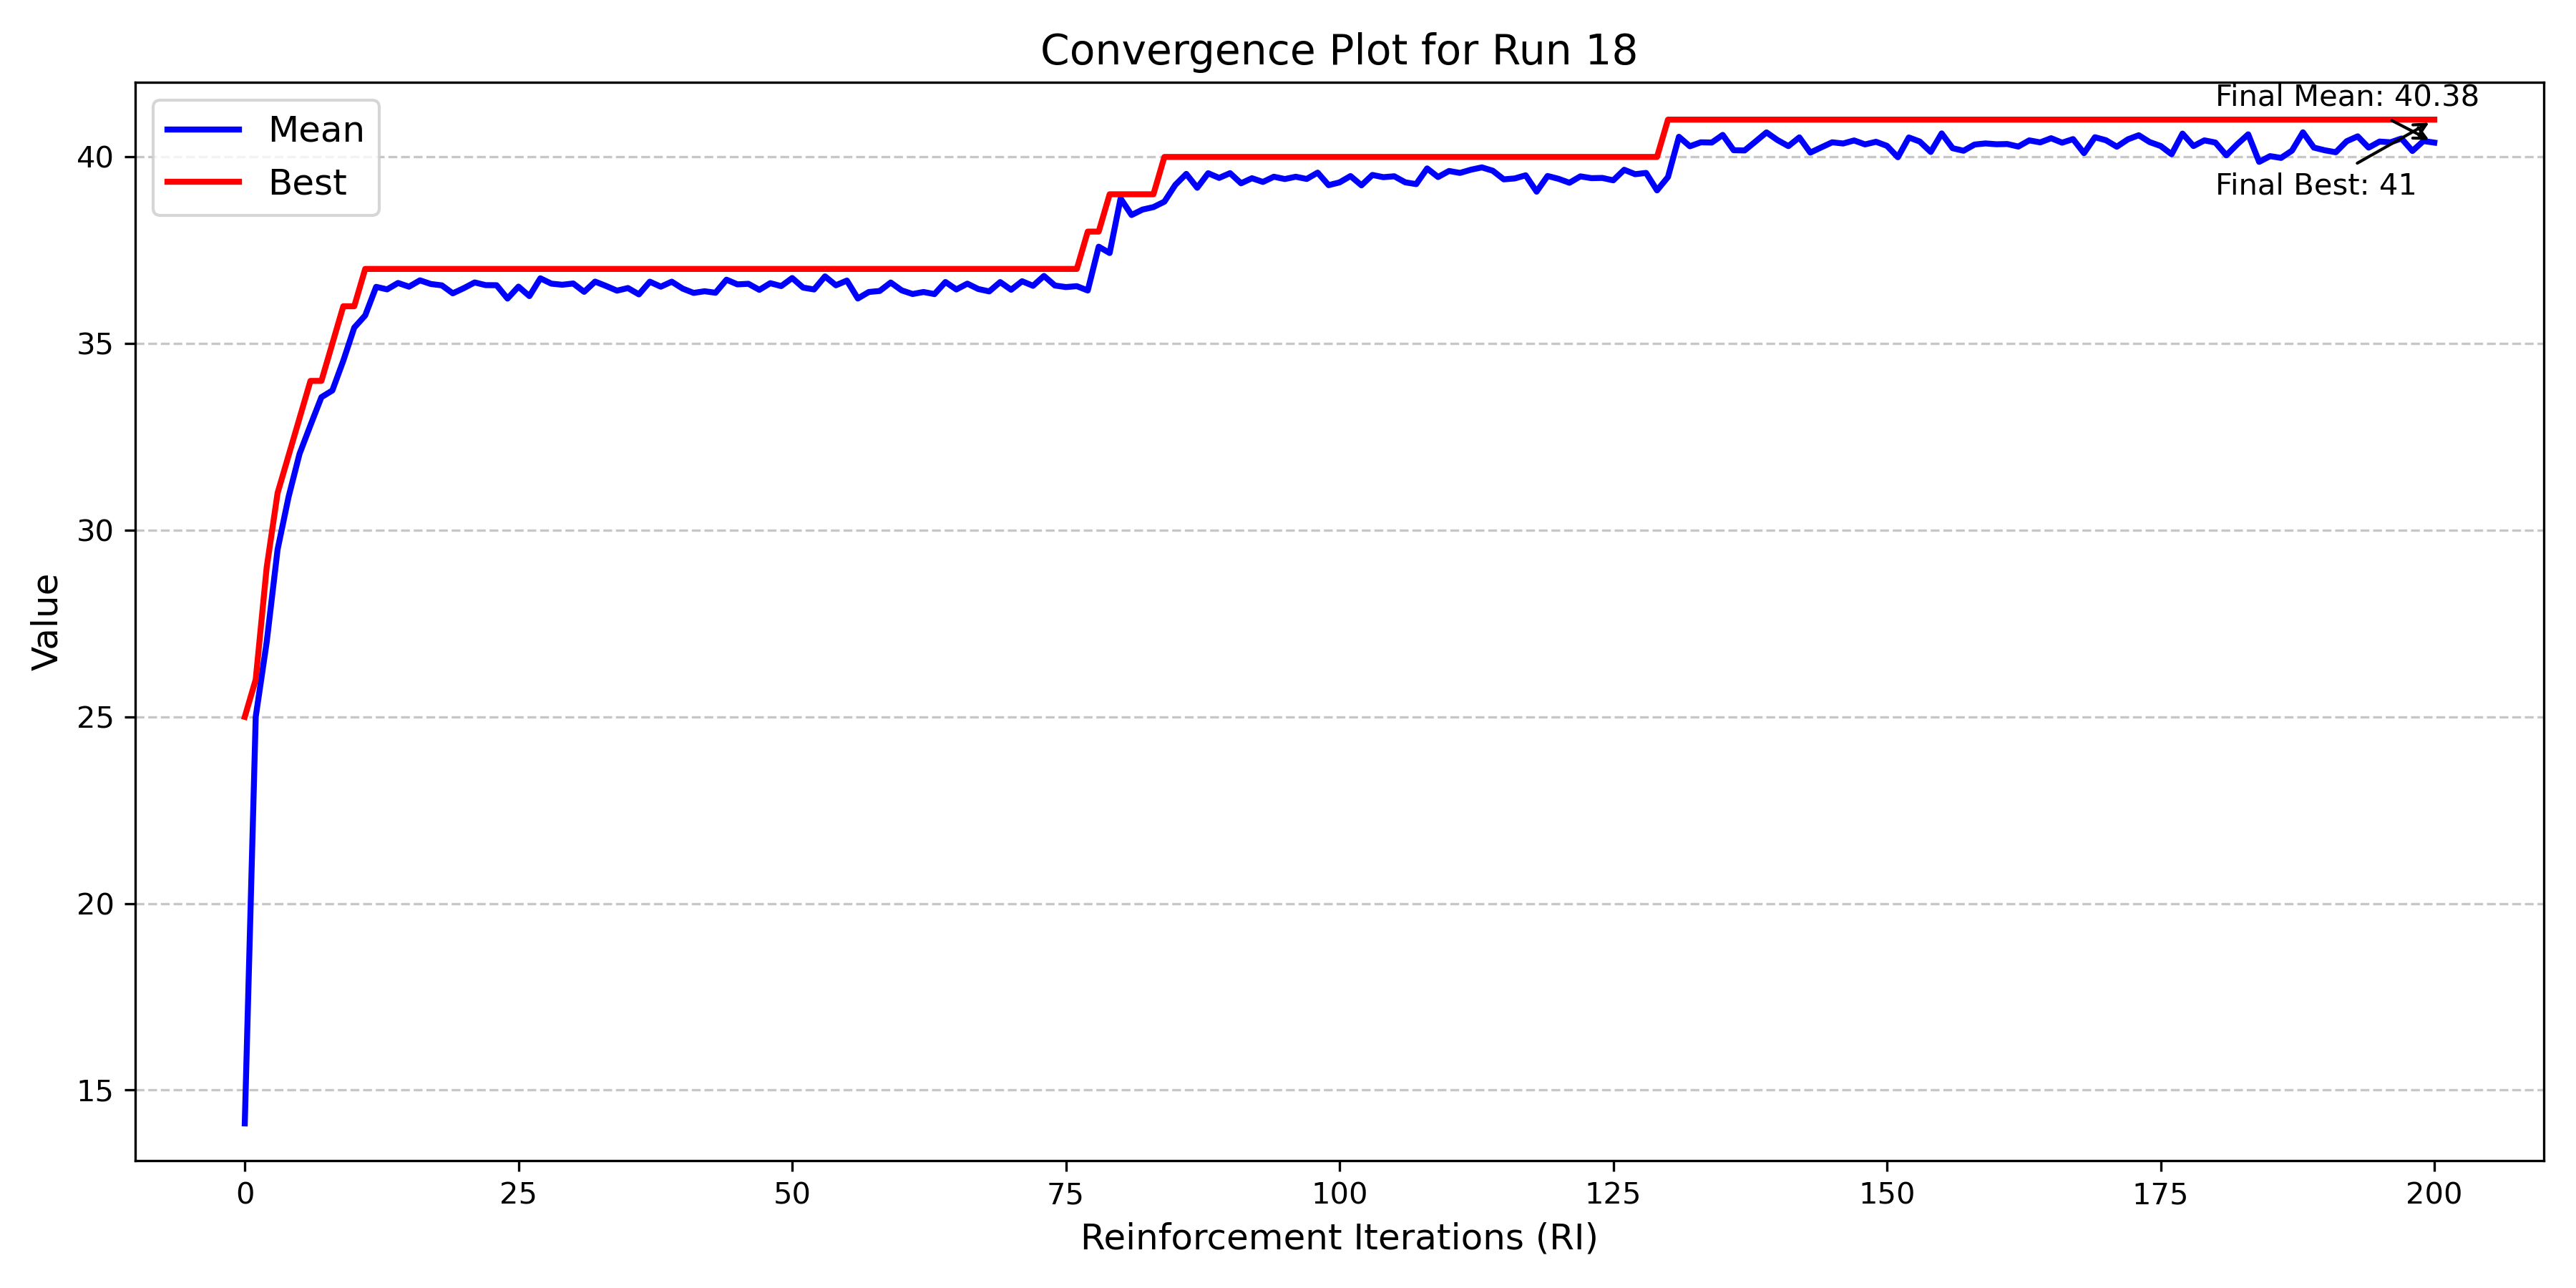 Convergence Plot for Run 18
Mean
Best
Final Mean: 40.38
Final Best: 41
Value
40
35
30
25
20
15
0
25
50
75
100
125
150
175
200
Reinforcement Iterations (RI)